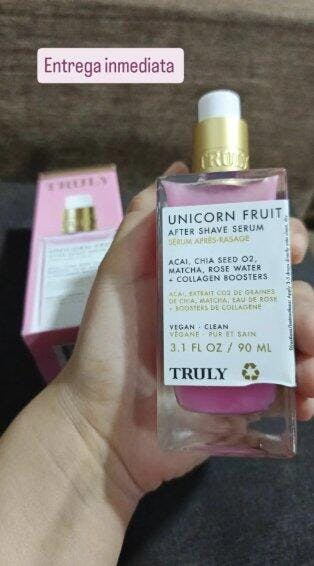 Entrega inmediata
TRULY
TRULY
UNICORN FRUIT
AFTER SHAVE SERUM
SÉRUM APRÈS-RASAGE
ACAI, CHIA SEED O2,
MATCHA, ROSE WATER
+ COLLAGEN BOOSTERS
ACAI, EXTRAIT CO2 DE GRAINES
DE CHIA, MATCHA, EAU DE ROSE
+ BOOSTERS DE COLLAGÈNE
VEGAN · CLEAN
VÉGANE · PUR ET SAIN
3.1 FL OZ / 90 ML
TRULY